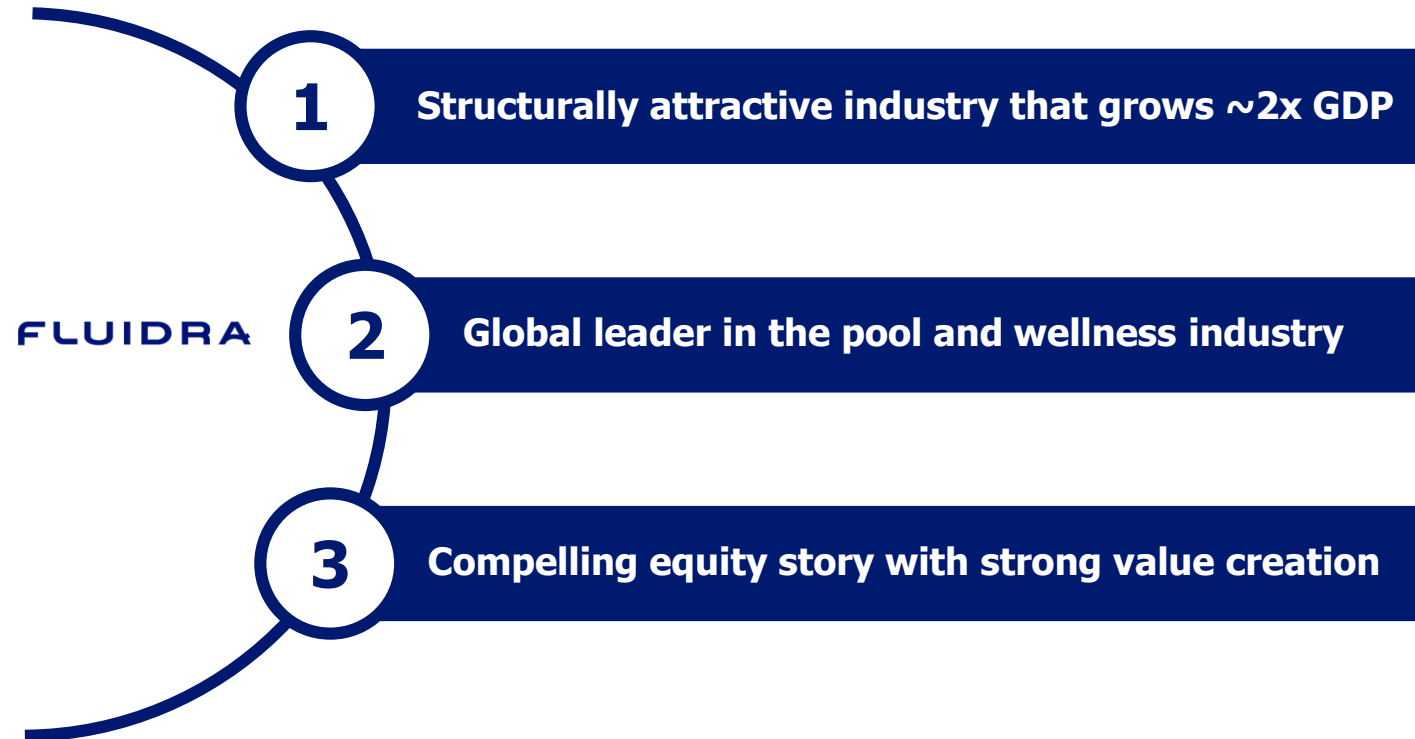 1
Structurally attractive industry that grows ~2x GDP
FLUIDRA
2
Global leader in the pool and wellness industry
3
Compelling equity story with strong value creation